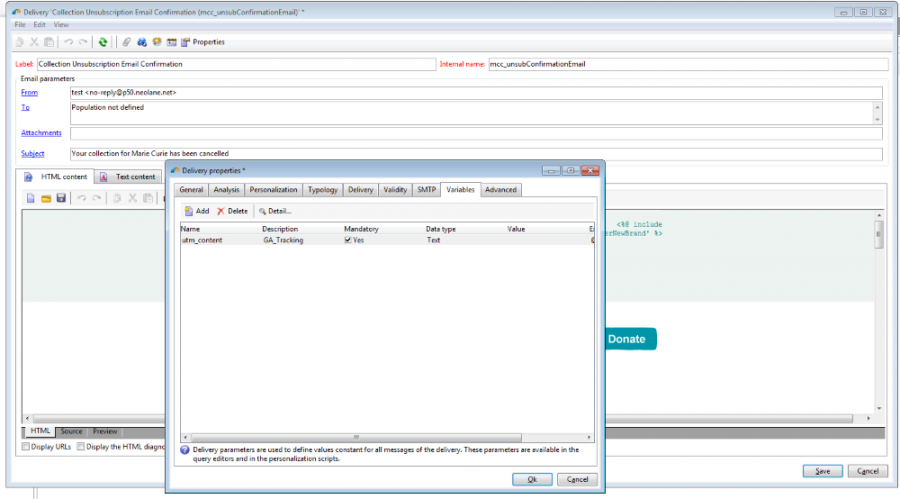 Delivery 'Collection Unsubscription Email Confirmation (mcc_unsubConfirmationEmail)' *
File Edit View
Properties
Label: Collection Unsubscription Email Confirmation Internal name: mcc_unsubConfirmationEmail
Email parameters
From test <no-reply@p50.neolane.net>
To Population not defined
Attachments
Subject Your collection for Marie Curie has been cancelled
HTML content Text content
Delivery properties *
General Analysis Personalization Typology Delivery Validity SMTP Variables Advanced
Add Delete Detail...
Name Description Mandatory Data type Value
utm_content GA_Tracking Yes Text
<%@ include
erNewBrand' %>
Donate
HTML Source Preview
Display URLs Display the HTML diagno
Delivery parameters are used to define values constant for all messages of the delivery. These parameters are available in the
query editors and in the personalization scripts.
Ok Cancel
Save Cancel